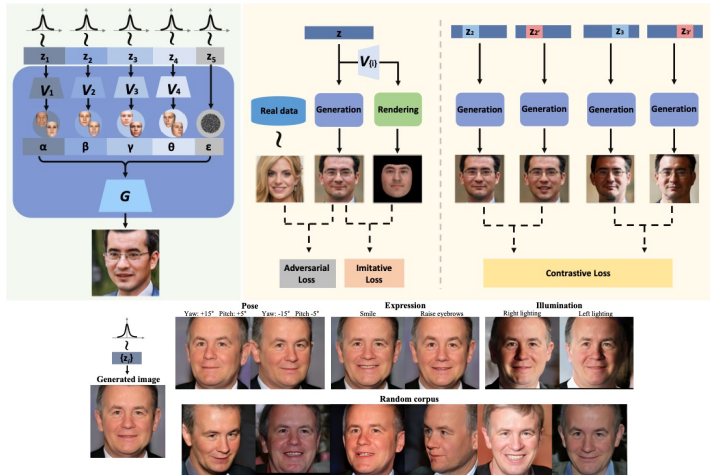 z1 z2 z3 z4 z5
V1 V2 V3 V4
α β γ θ ε
G
z
V{i}
Real data Generation Rendering
Adversarial Loss
Imitative Loss
z2 z2' z3 z3'
Generation Generation Generation Generation
Contrastive Loss
{zi}
Generated image
Pose Expression Illumination
Yaw: +15° Pitch: +5° Yaw: -15° Pitch -5° Smile Raise eyebrows Right lighting Left lighting
Random corpus